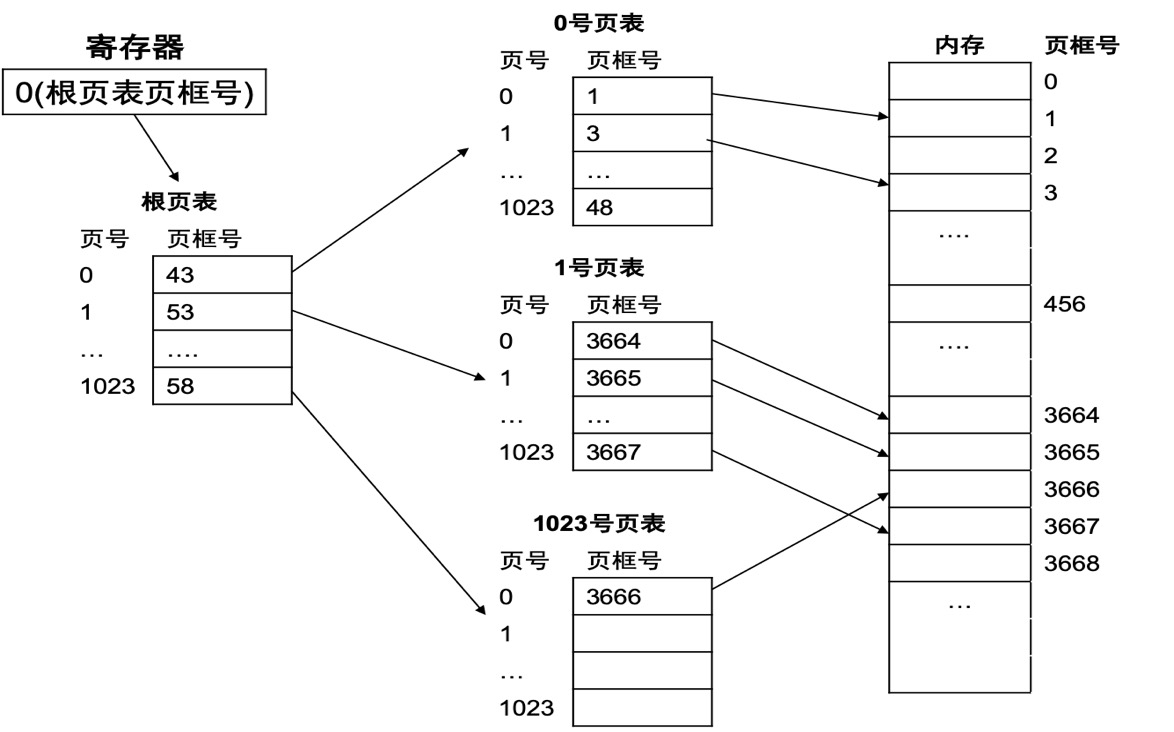 寄存器
0(根页表页框号)
根页表
页号 页框号
0 43
1 53
... ....
1023 58
0号页表
页号 页框号
0 1
1 3
... ...
1023 48
1号页表
页号 页框号
0 3664
1 3665
... ...
1023 3667
1023号页表
页号 页框号
0 3666
1
...
1023
内存 页框号
0
1
2
3
....
456
....
3664
3665
3666
3667
3668
...